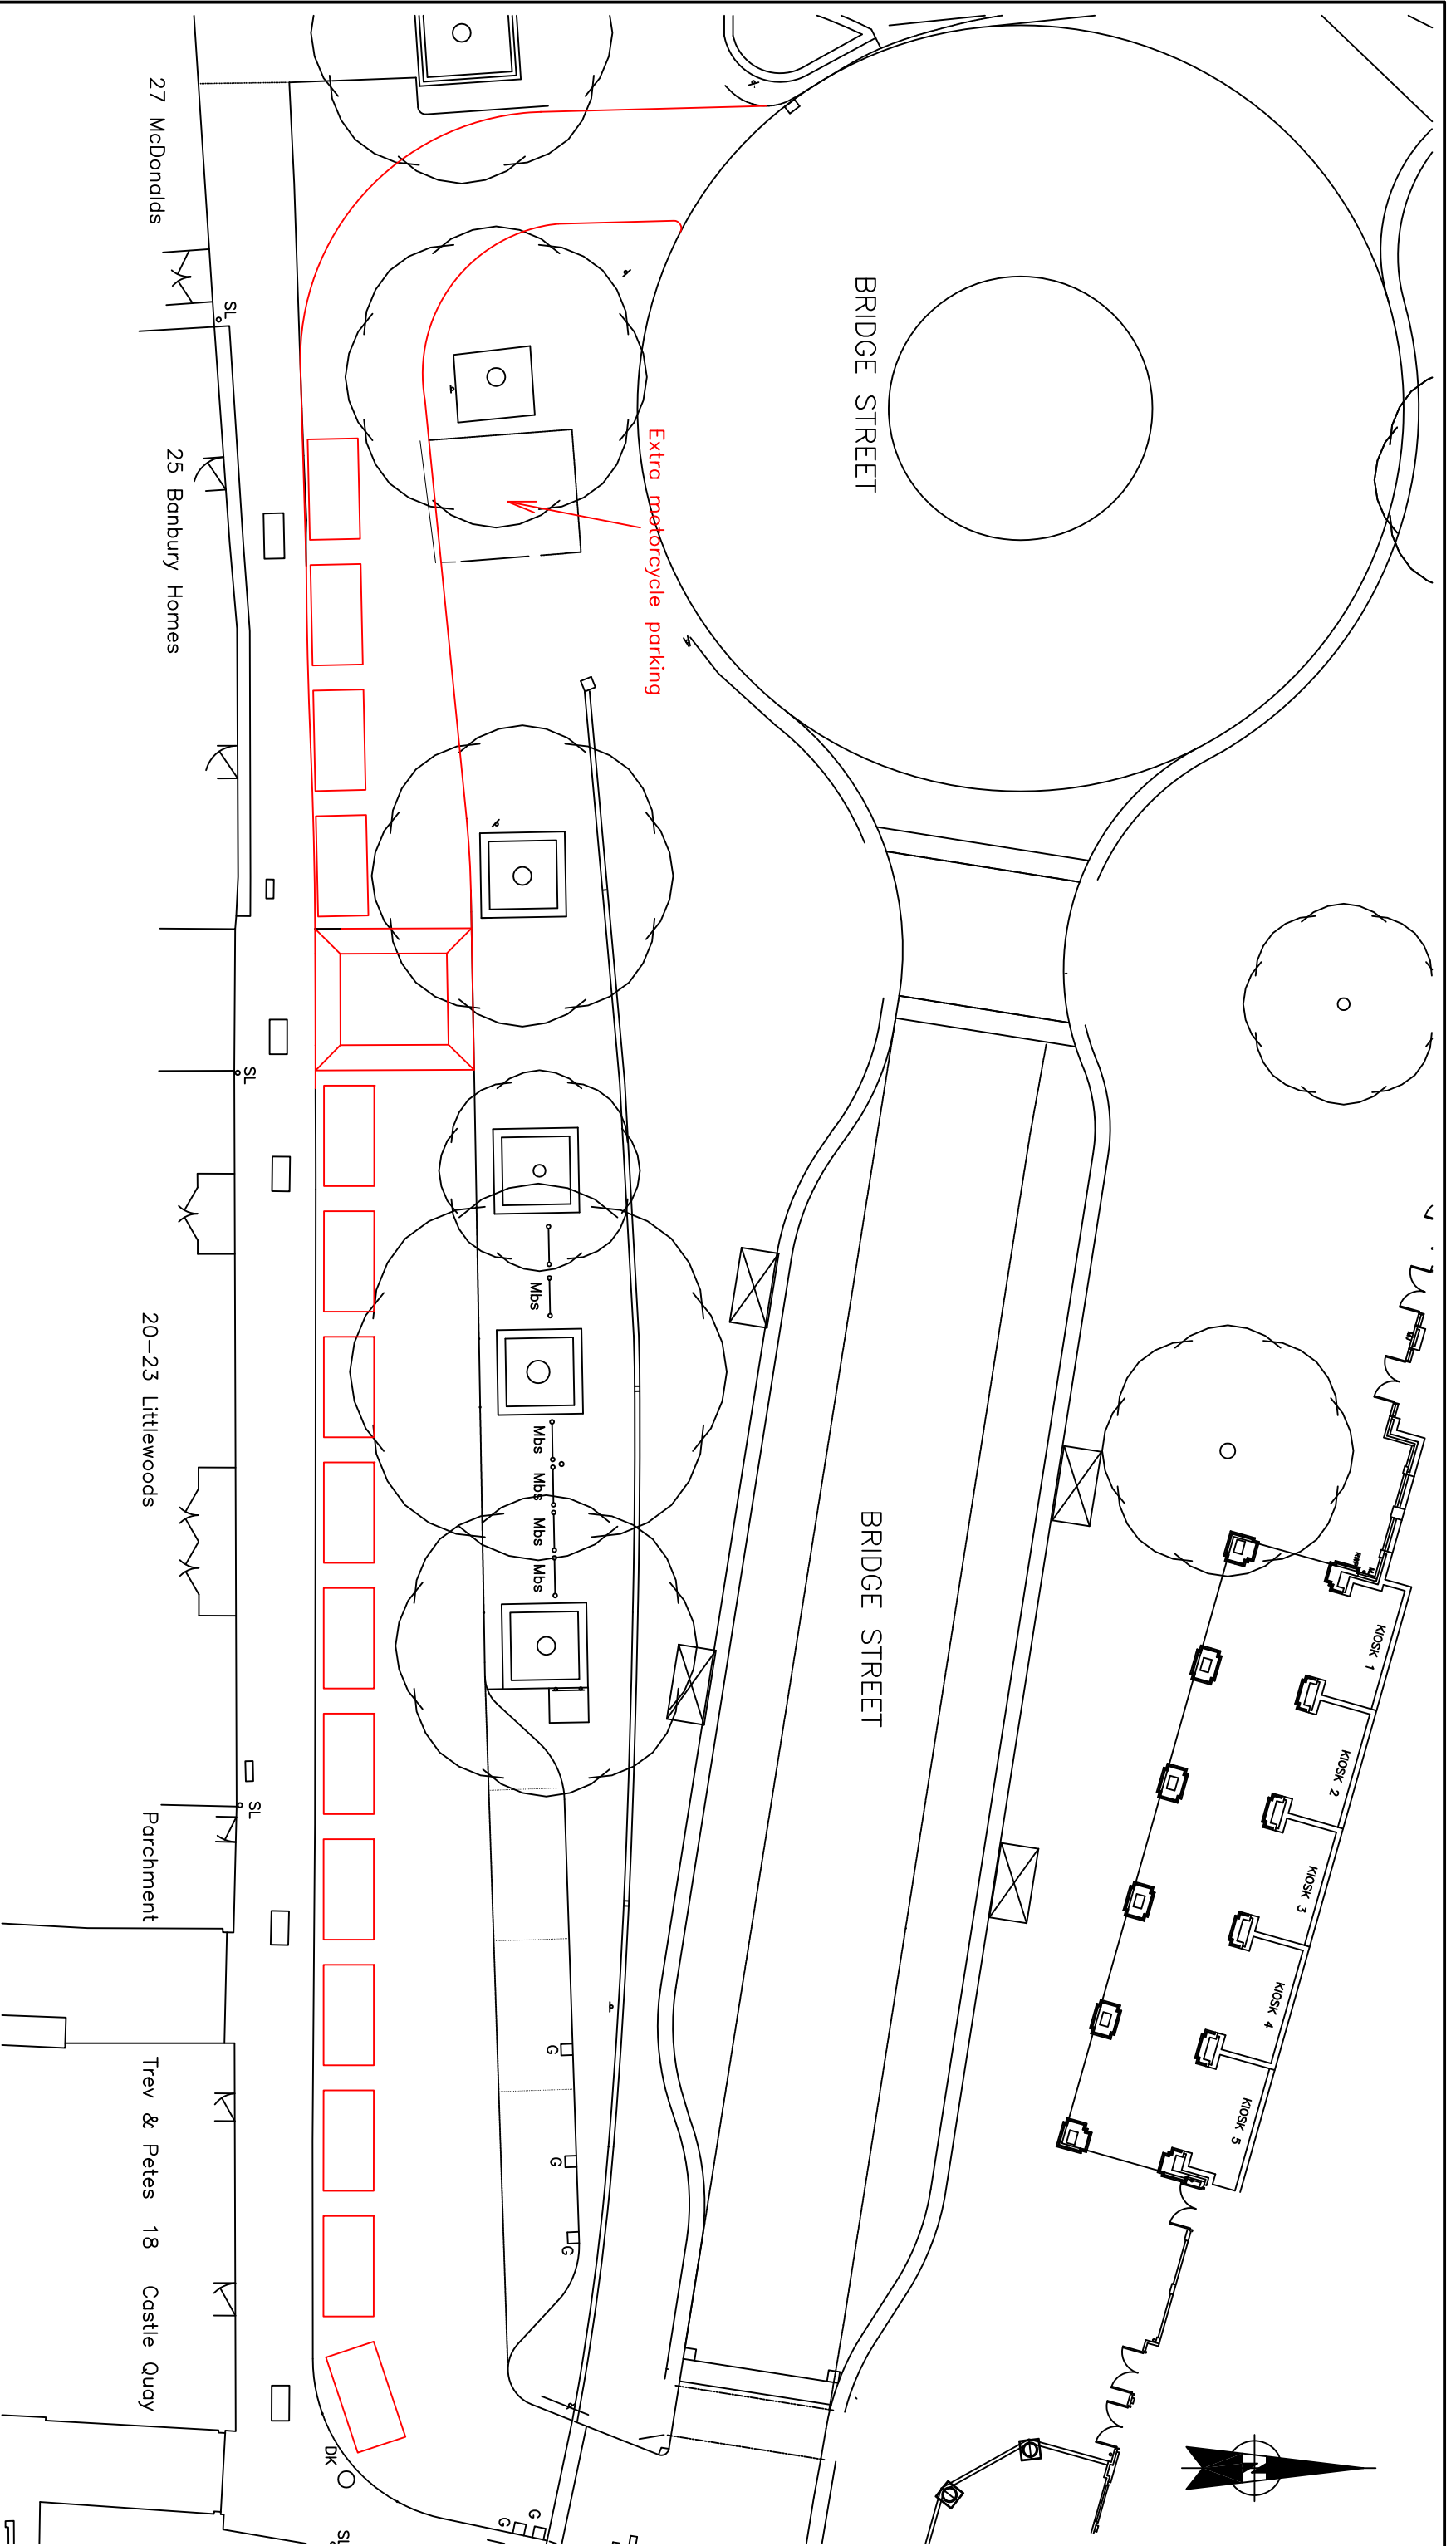 27 McDonalds
SL
25 Banbury Homes
BRIDGE STREET
Extra motorcycle parking
SL
20-23 Littlewoods
Mbs
Mbs
Mbs
Mbs
Mbs
BRIDGE STREET
KIOSK 1
KIOSK 2
KIOSK 3
KIOSK 4
KIOSK 5
SL
Parchment
G
G
G
Trev & Petes 18 Castle Quay
DK
G
G
SL
N